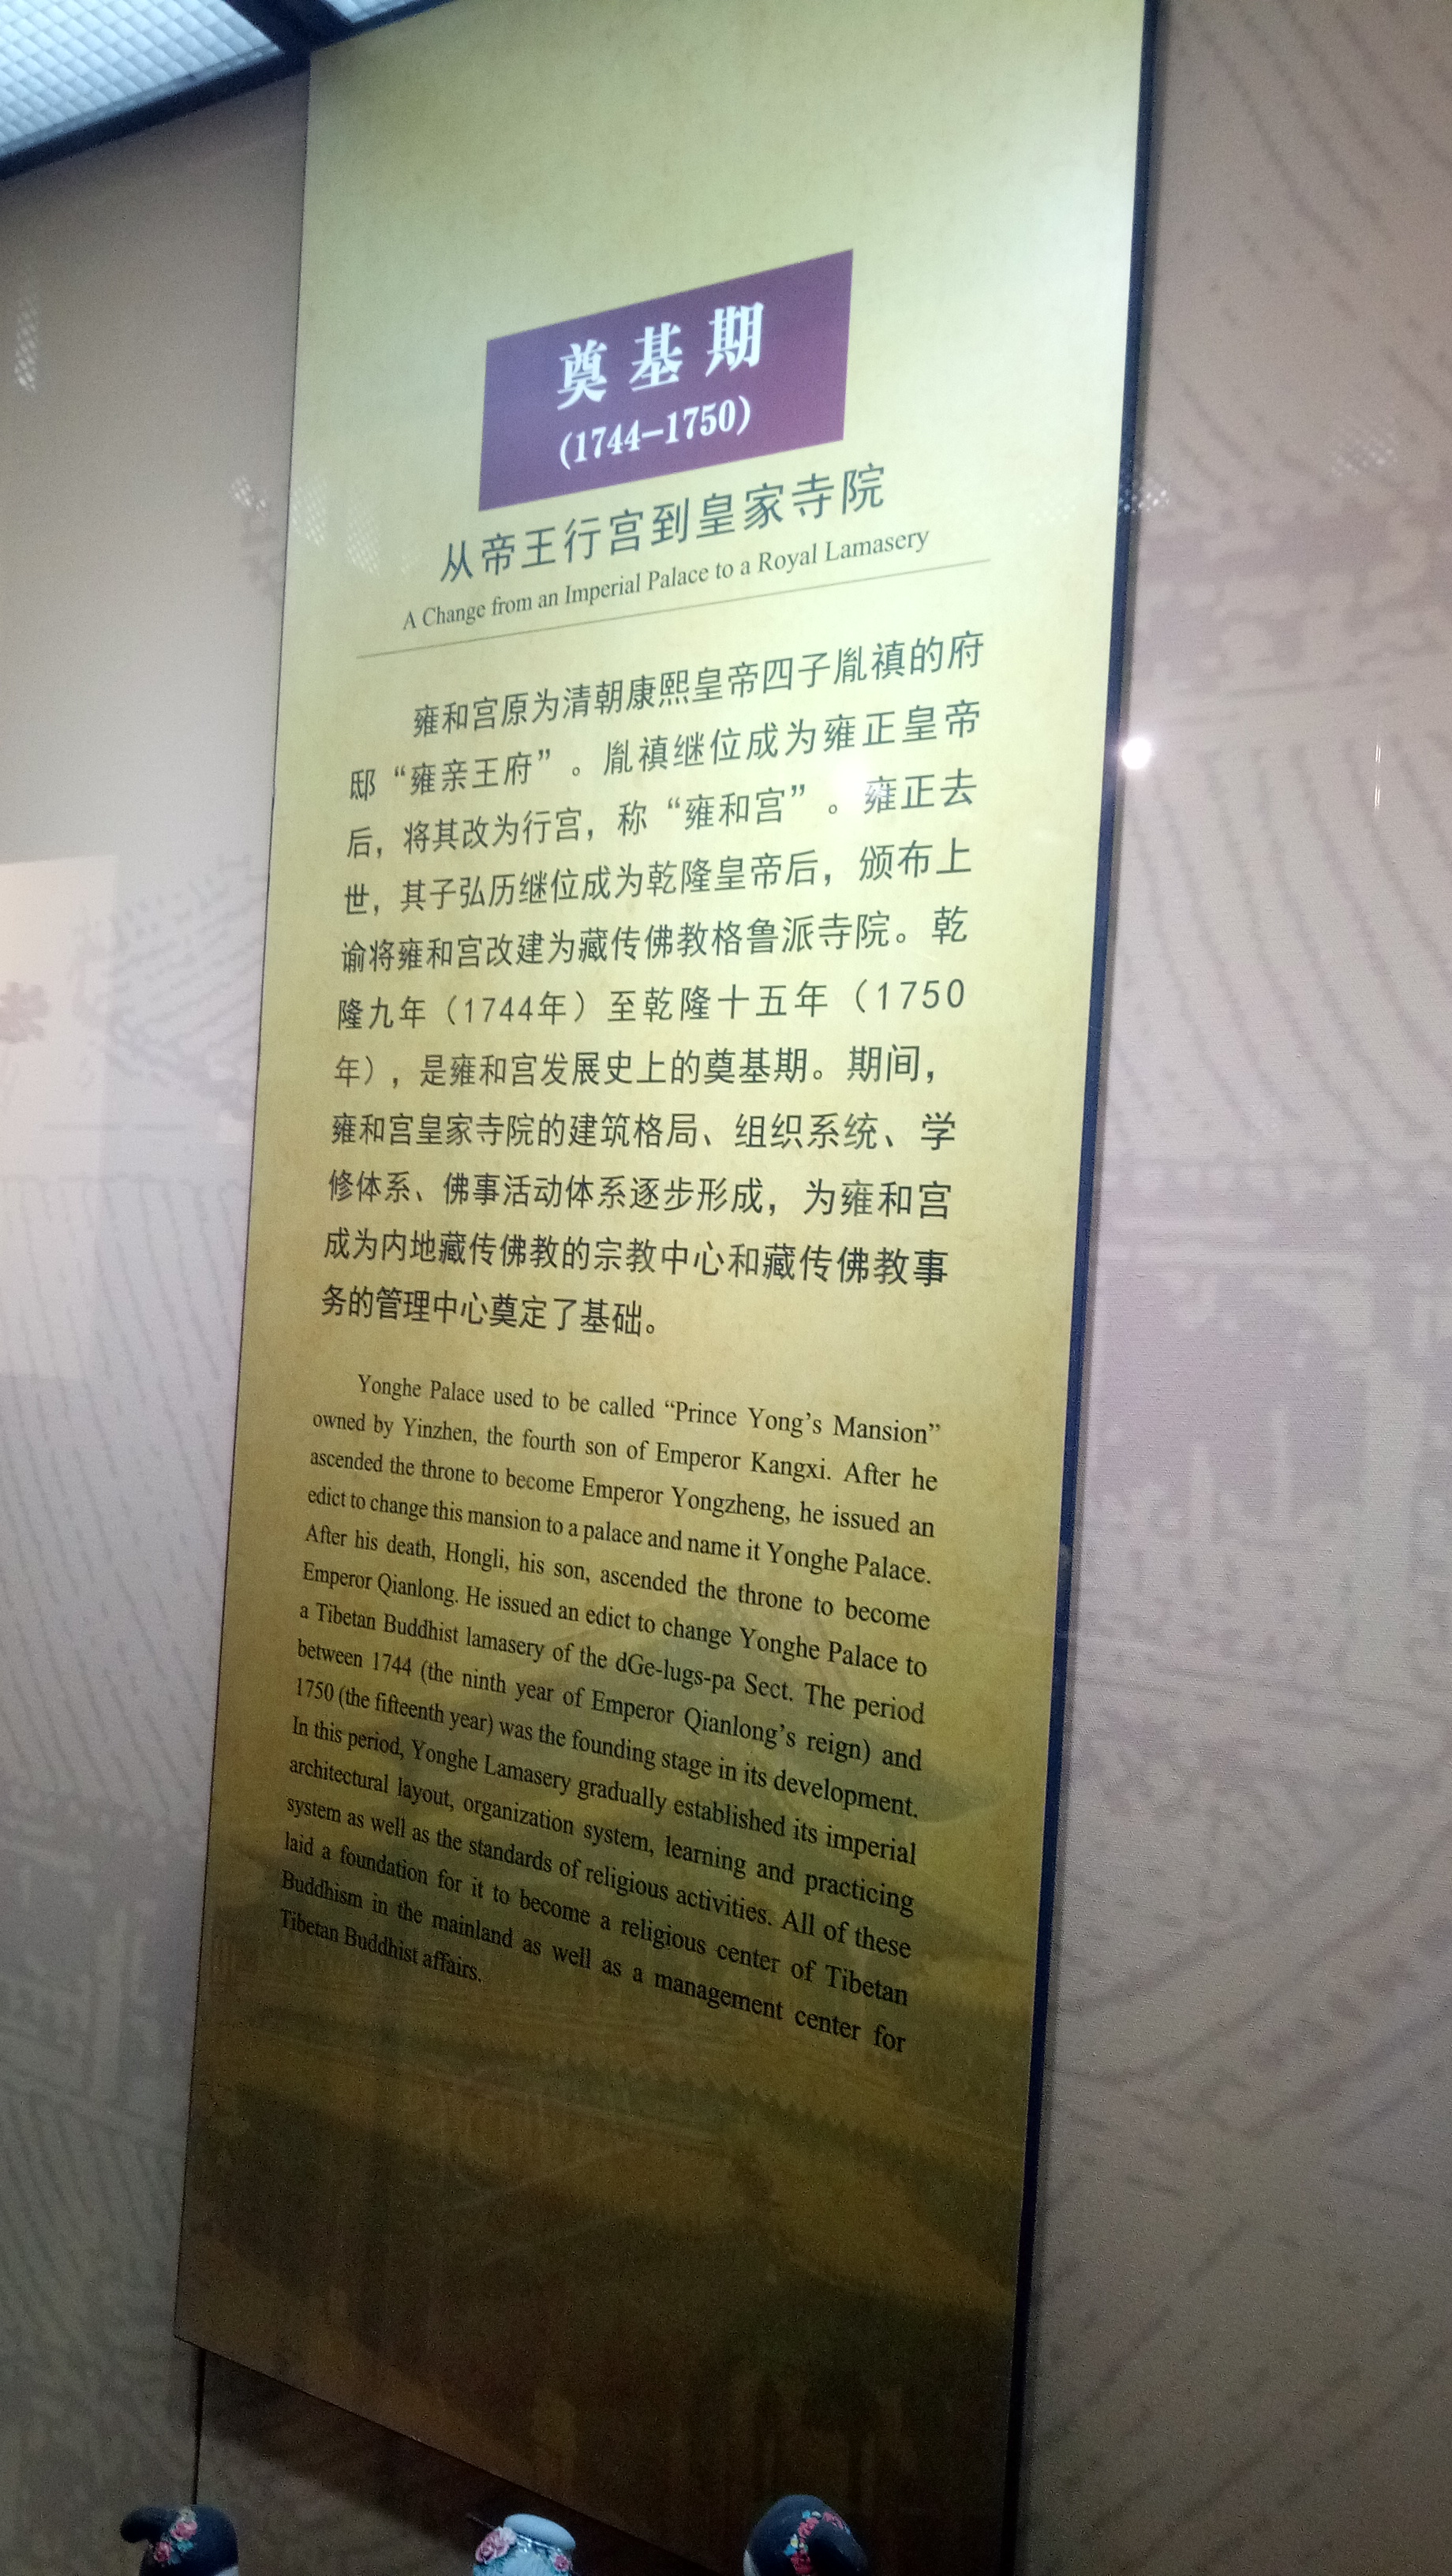 奠基期
(1744-1750)
从帝王行宫到皇家寺院
A Change from an Imperial Palace to a Royal Lamasery
雍和宫原为清朝康熙皇帝四子胤禛的府
邸“雍亲王府”。胤禛继位成为雍正皇帝
后，将其改为行宫，称“雍和宫”。雍正去
世，其子弘历继位成为乾隆皇帝后，颁布上
谕将雍和宫改建为藏传佛教格鲁派寺院。乾
隆九年（1744年）至乾隆十五年（1750
年），是雍和宫发展史上的奠基期。期间，
雍和宫皇家寺院的建筑格局、组织系统、学
修体系、佛事活动体系逐步形成，为雍和宫
成为内地藏传佛教的宗教中心和藏传佛教事
务的管理中心奠定了基础。
Yonghe Palace used to be called “Prince Yong’s Mansion”
owned by Yinzhen, the fourth son of Emperor Kangxi. After he
ascended the throne to become Emperor Yongzheng, he issued an
edict to change this mansion to a palace and name it Yonghe Palace.
After his death, Hongli, his son, ascended the throne to become
Emperor Qianlong. He issued an edict to change Yonghe Palace to
a Tibetan Buddhist lamasery of the dGe-lugs-pa Sect. The period
between 1744 (the ninth year of Emperor Qianlong’s reign) and
1750 (the fifteenth year) was the founding stage in its development.
In this period, Yonghe Lamasery gradually established its imperial
architectural layout, organization system, learning and practicing
system as well as the standards of religious activities. All of these
laid a foundation for it to become a religious center of Tibetan
Buddhism in the mainland as well as a management center for
Tibetan Buddhist affairs.